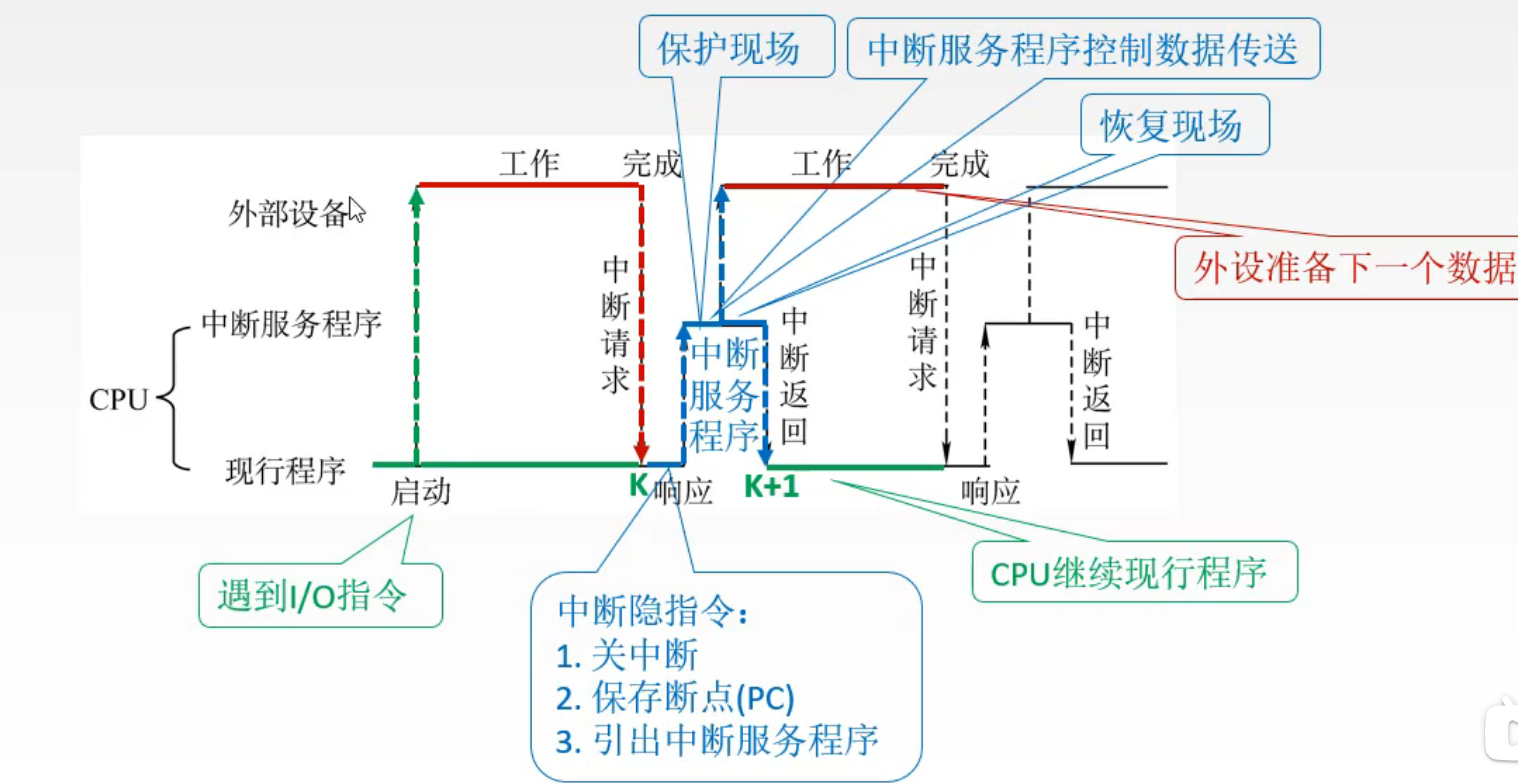 保护现场
中断服务程序控制数据传送
恢复现场
工作
完成
工作
完成
外部设备
外设准备下一个数据
中断请求
中断请求
中断服务程序
中断服务程序
中断返回
中断返回
CPU
现行程序
启动
K
响应
K+1
响应
遇到I/O指令
CPU继续现行程序
中断隐指令：
1. 关中断
2. 保存断点(PC)
3. 引出中断服务程序